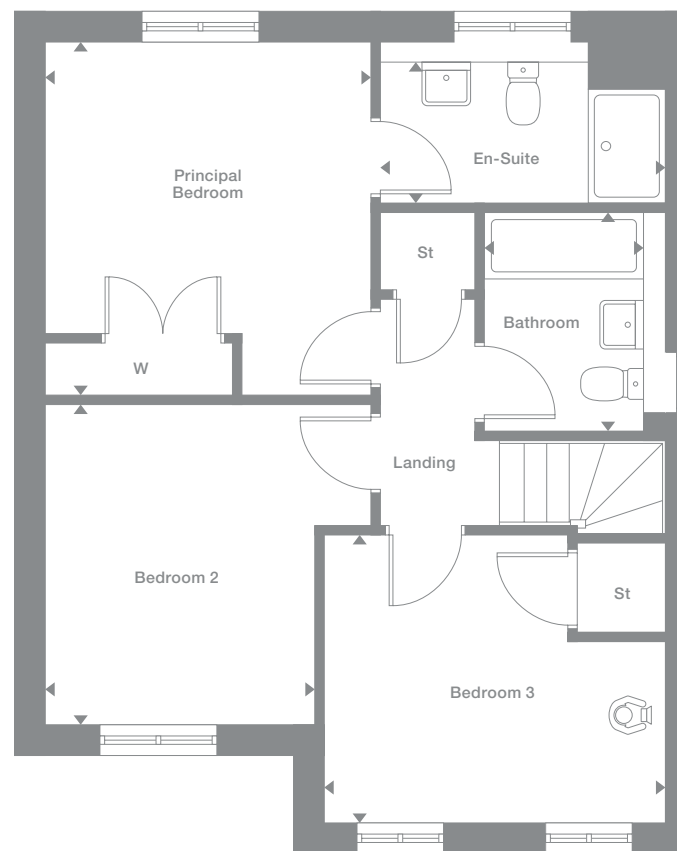 Principal
Bedroom
En-Suite
St
Bathroom
W
Landing
Bedroom 2
St
Bedroom 3